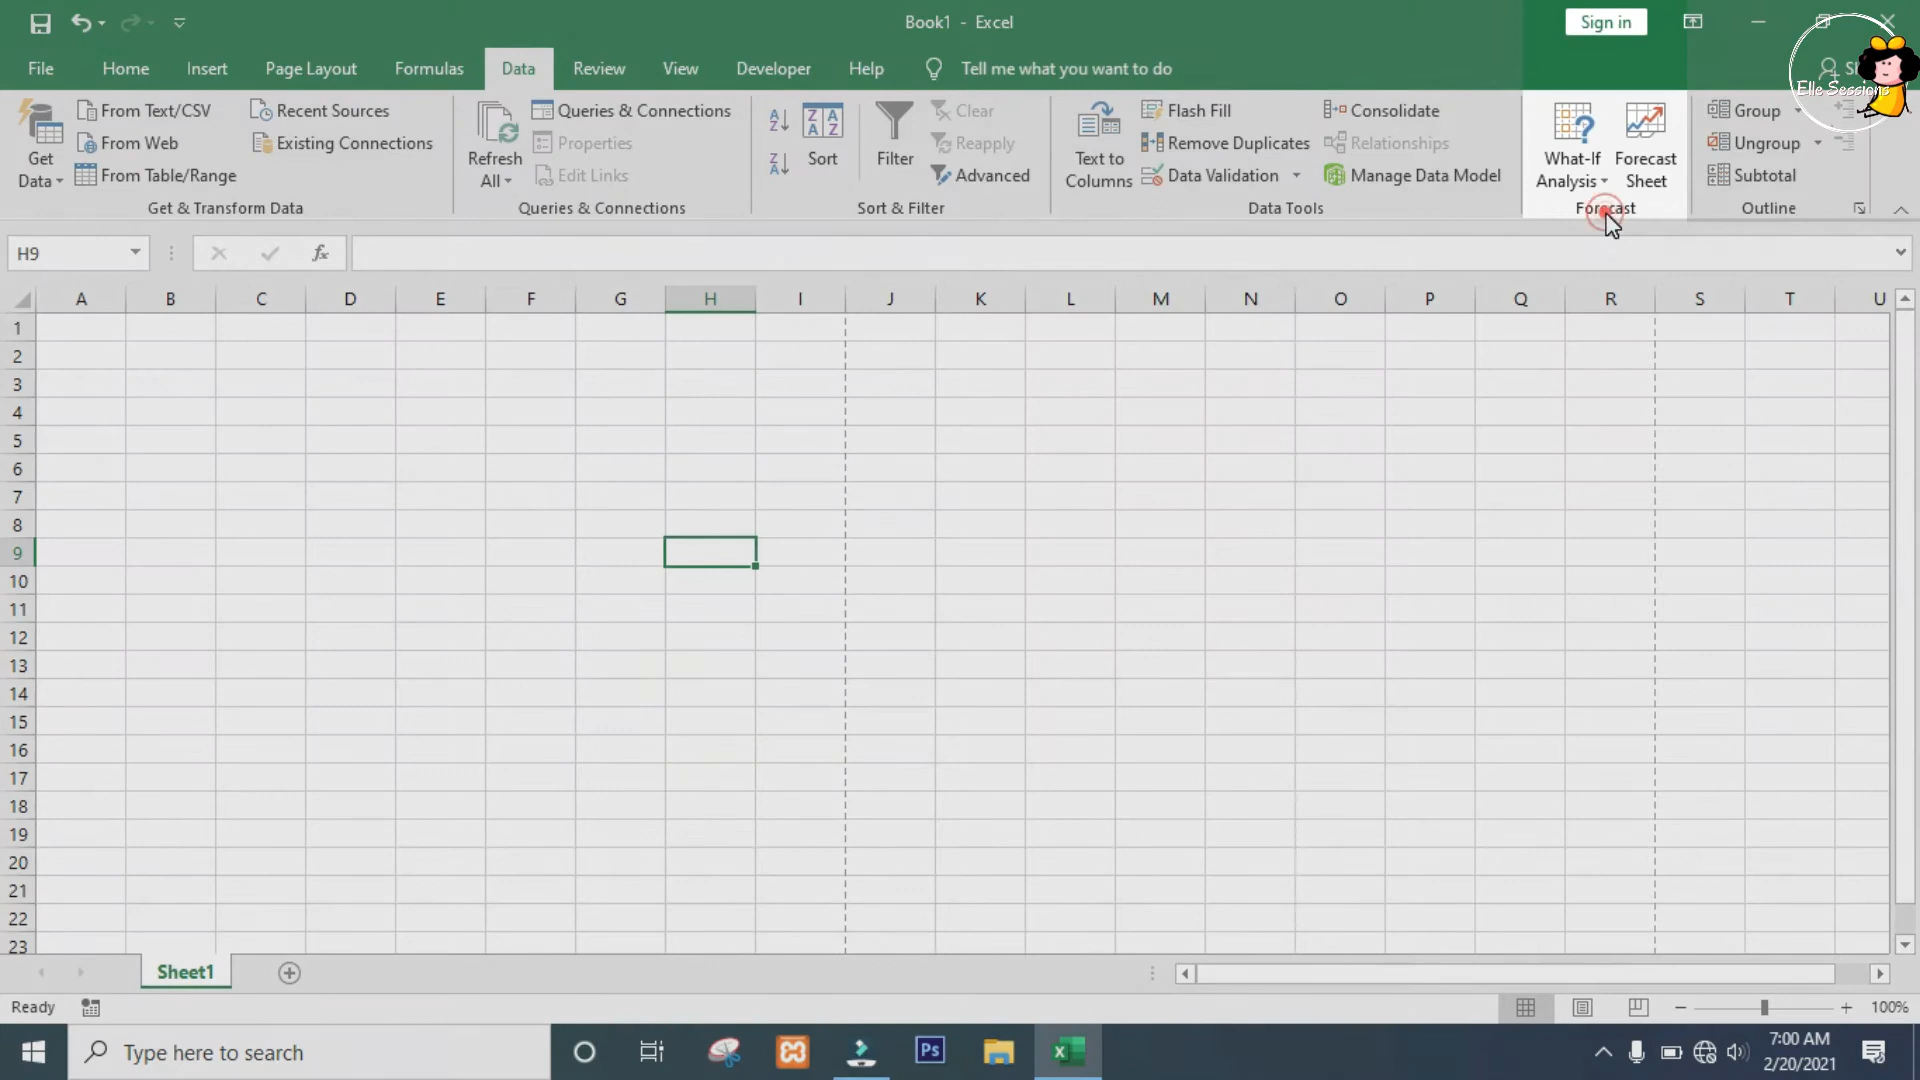 Book1 - Excel
Sign in
File Home Insert Page Layout Formulas Data Review View Developer Help Tell me what you want to do
Elle Sessions
Get Data
From Text/CSV
From Web
From Table/Range
Recent Sources
Existing Connections
Get & Transform Data
Refresh All
Queries & Connections
Properties
Edit Links
Queries & Connections
Sort
Filter
Clear
Reapply
Advanced
Sort & Filter
Text to Columns
Flash Fill
Remove Duplicates
Data Validation
Consolidate
Relationships
Manage Data Model
Data Tools
What-If Analysis
Forecast Sheet
Forecast
Group
Ungroup
Subtotal
Outline
H9
fx
A B C D E F G H I J K L M N O P Q R S T U
1
2
3
4
5
6
7
8
9
10
11
12
13
14
15
16
17
18
19
20
21
22
23
Sheet1
Ready
100%
Type here to search
Ps
7:00 AM
2/20/2021